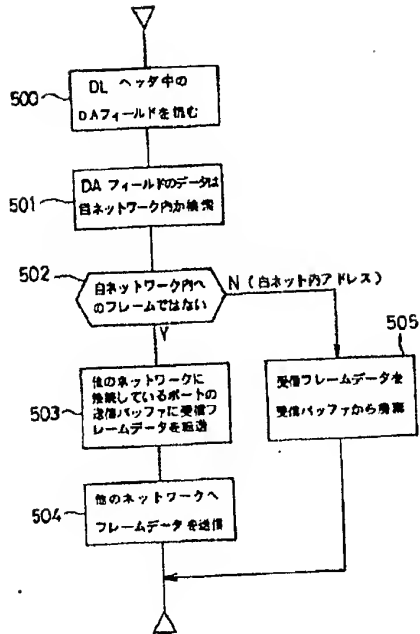 500
DL ヘッダ中の
DAフィールドを読む
501
DA フィールドのデータは
自ネットワーク内か検索
502
自ネットワーク内へ
のフレームではない
N (自ネット内アドレス)
Y
505
503
他のネットワークに
接続しているポートの
送信バッファに受信フ
レームデータを転送
受信フレームデータを
受信バッファから廃棄
504
他のネットワークへ
フレームデータを送信